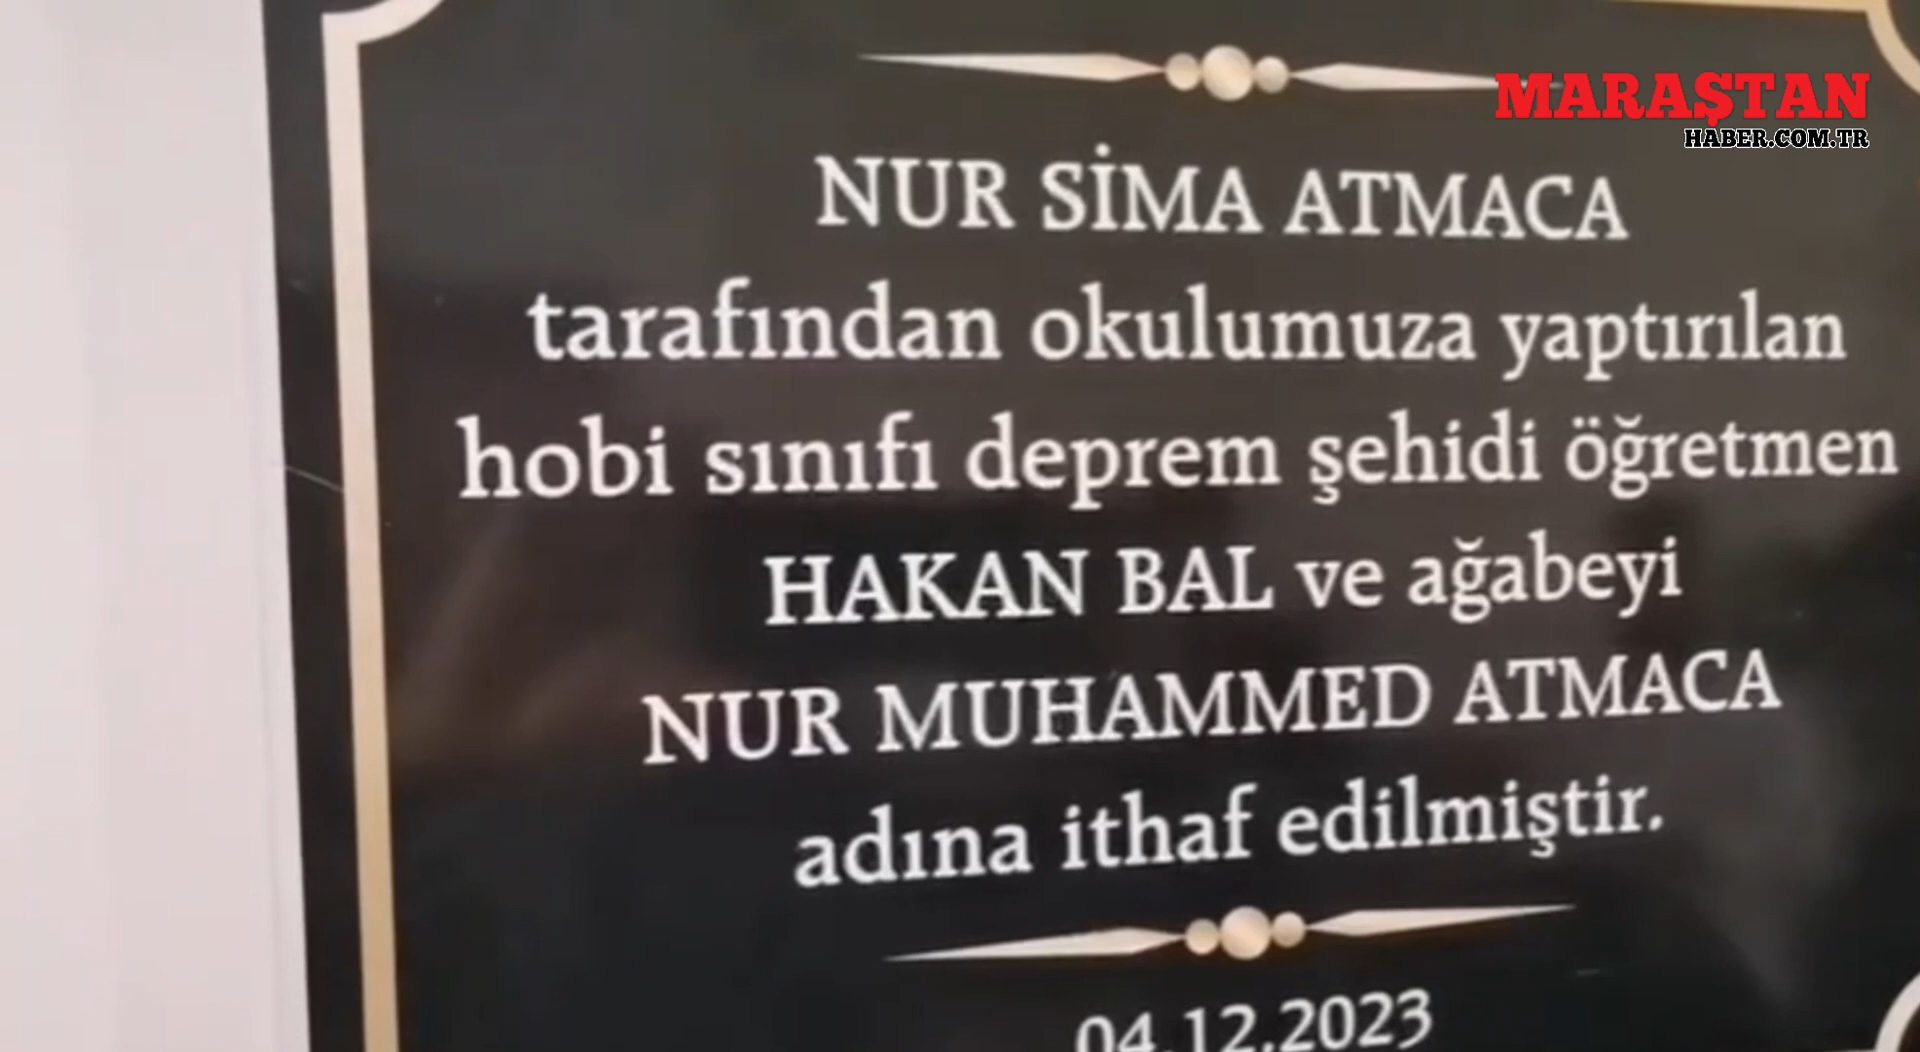 MARAŞTAN
HABER.COM.TR
NUR SİMA ATMACA
tarafından okulumuza yaptırılan
hobi sınıfı deprem şehidi öğretmen
HAKAN BAL ve ağabeyi
NUR MUHAMMED ATMACA
adına ithaf edilmiştir.
04.12.2023